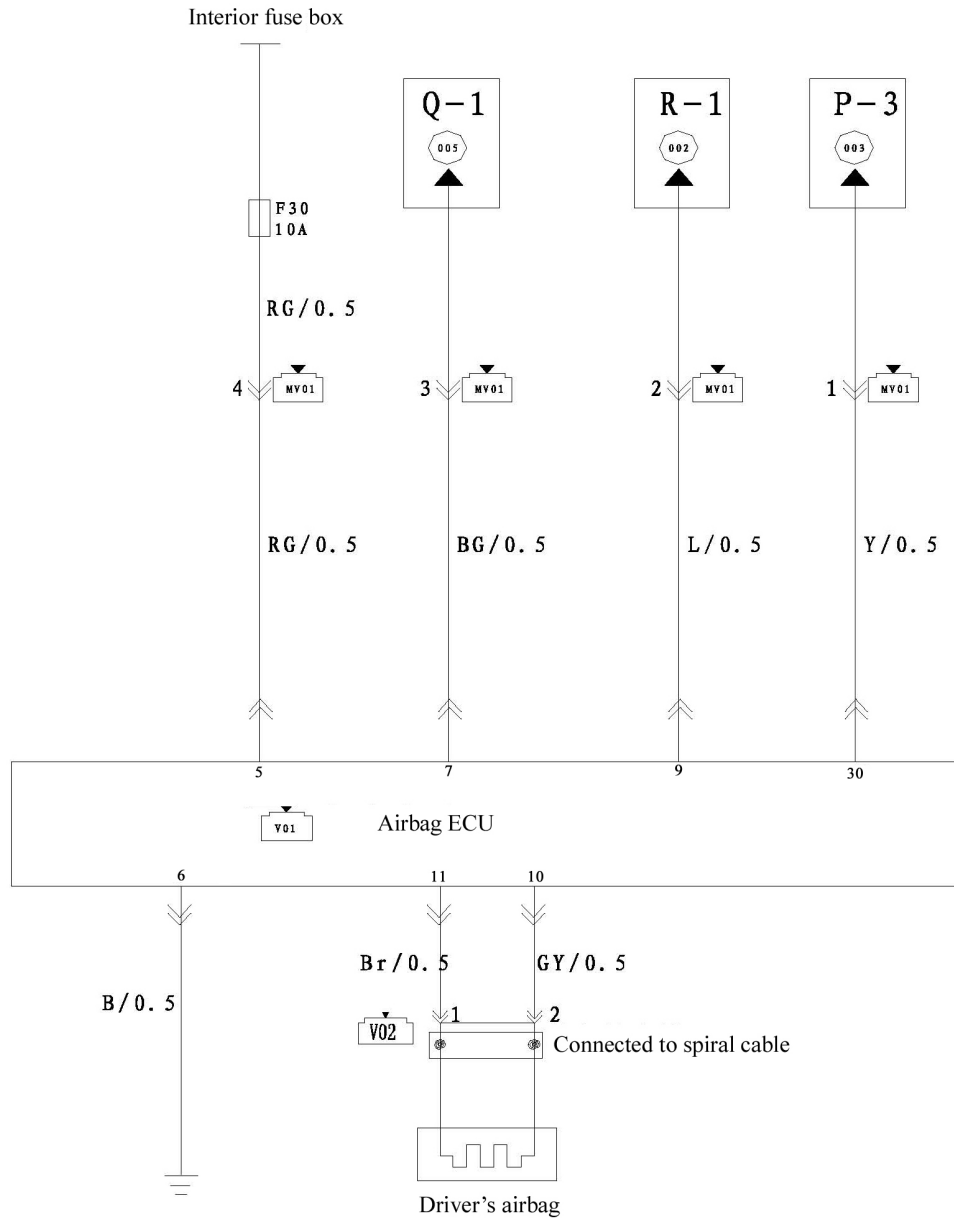 Interior fuse box
Q-1
R-1
P-3
005
002
003
F30
10A
RG/0.5
4
MV01
3
MV01
2
MV01
1
MV01
RG/0.5
BG/0.5
L/0.5
Y/0.5
5
7
9
30
V01
Airbag ECU
6
11
10
Br/0.5
GY/0.5
B/0.5
1
2
V02
Connected to spiral cable
Driver's airbag